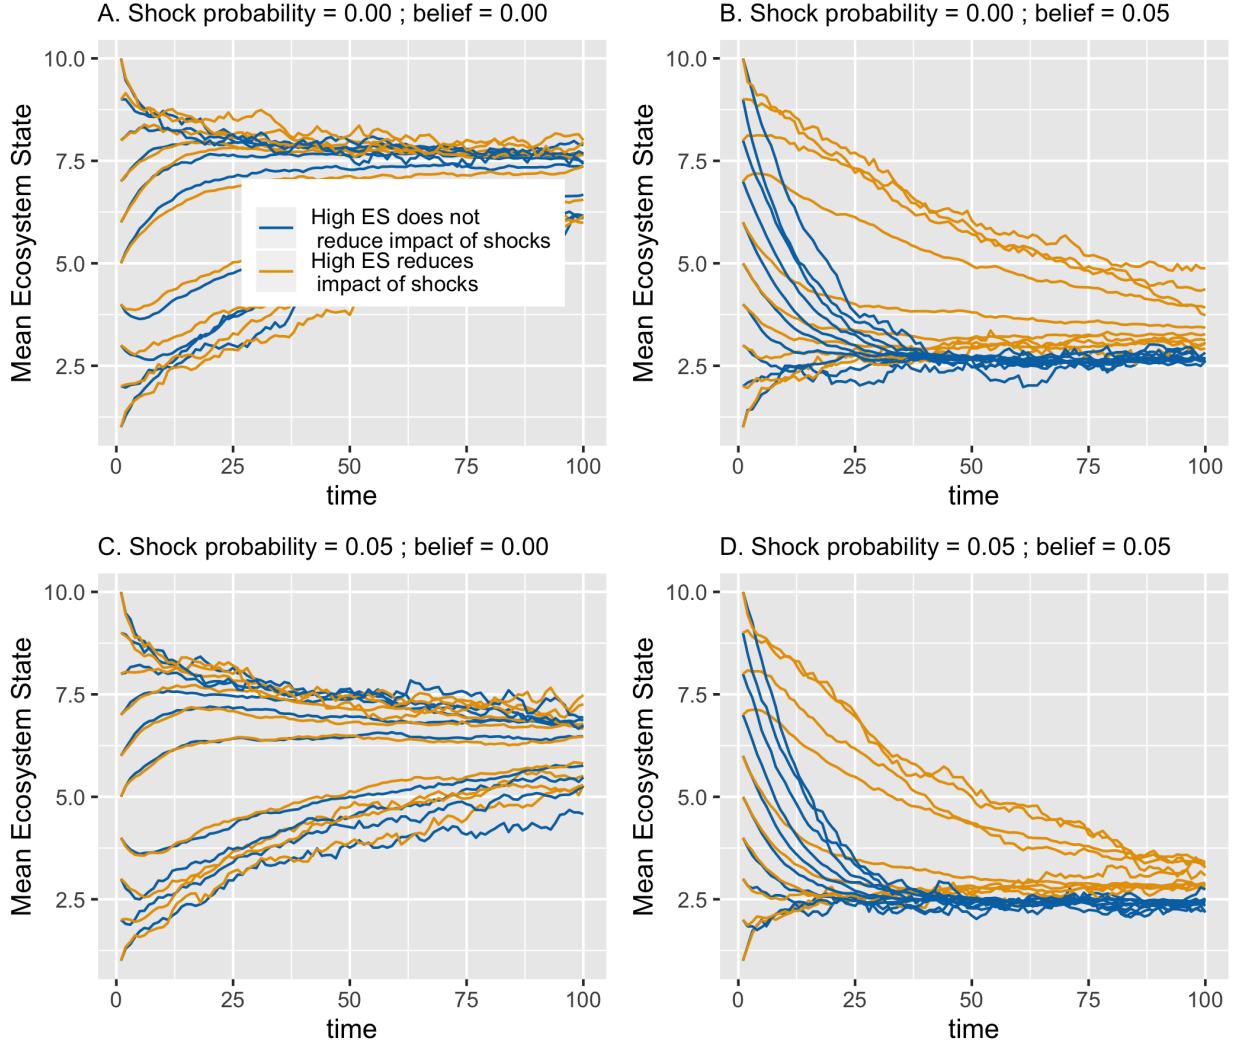 A. Shock probability = 0.00 ; belief = 0.00
Mean Ecosystem State
10.0
7.5
5.0
2.5
High ES does not
reduce impact of shocks
High ES reduces
impact of shocks
0 25 50 75 100
time
B. Shock probability = 0.00 ; belief = 0.05
Mean Ecosystem State
10.0
7.5
5.0
2.5
0 25 50 75 100
time
C. Shock probability = 0.05 ; belief = 0.00
Mean Ecosystem State
10.0
7.5
5.0
2.5
0 25 50 75 100
time
D. Shock probability = 0.05 ; belief = 0.05
Mean Ecosystem State
10.0
7.5
5.0
2.5
0 25 50 75 100
time